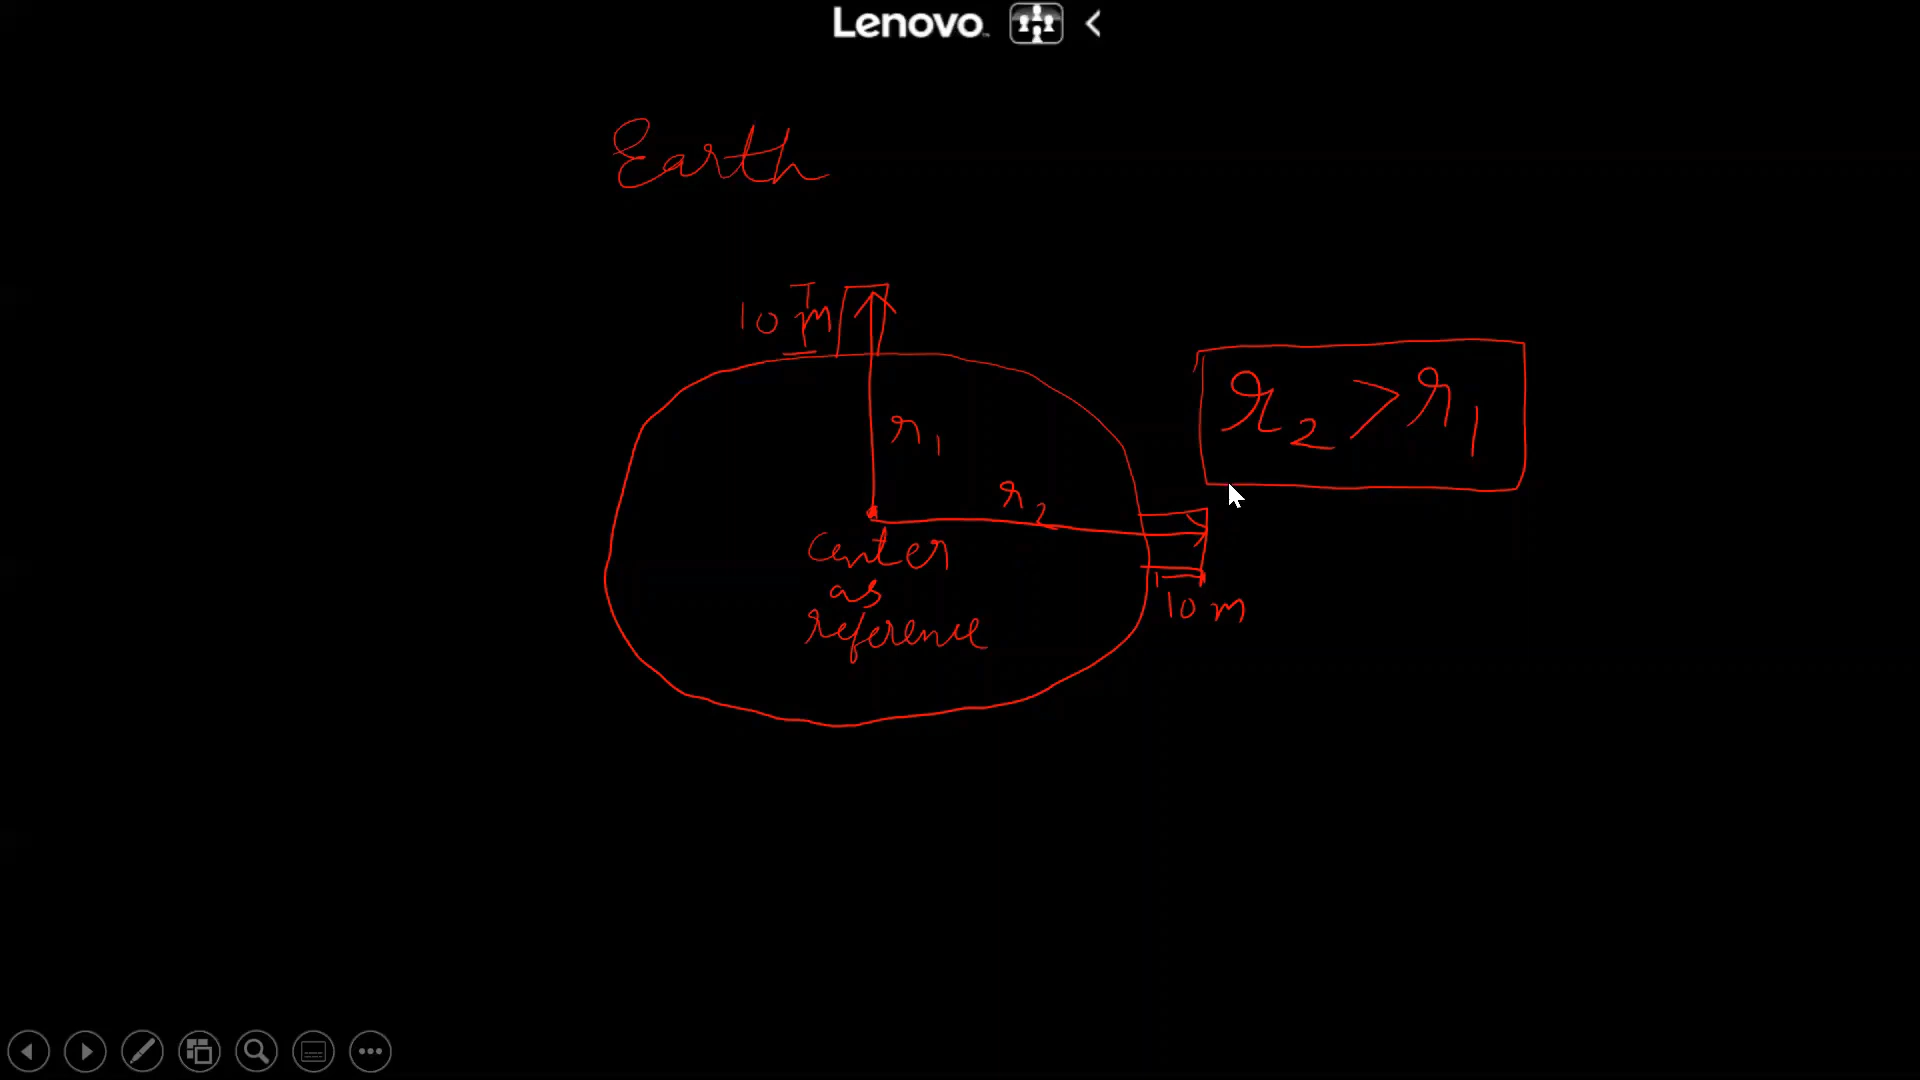 Lenovo
Earth
10 m
r₂ > r₁
r₁
r₂
center
as
reference
10 m